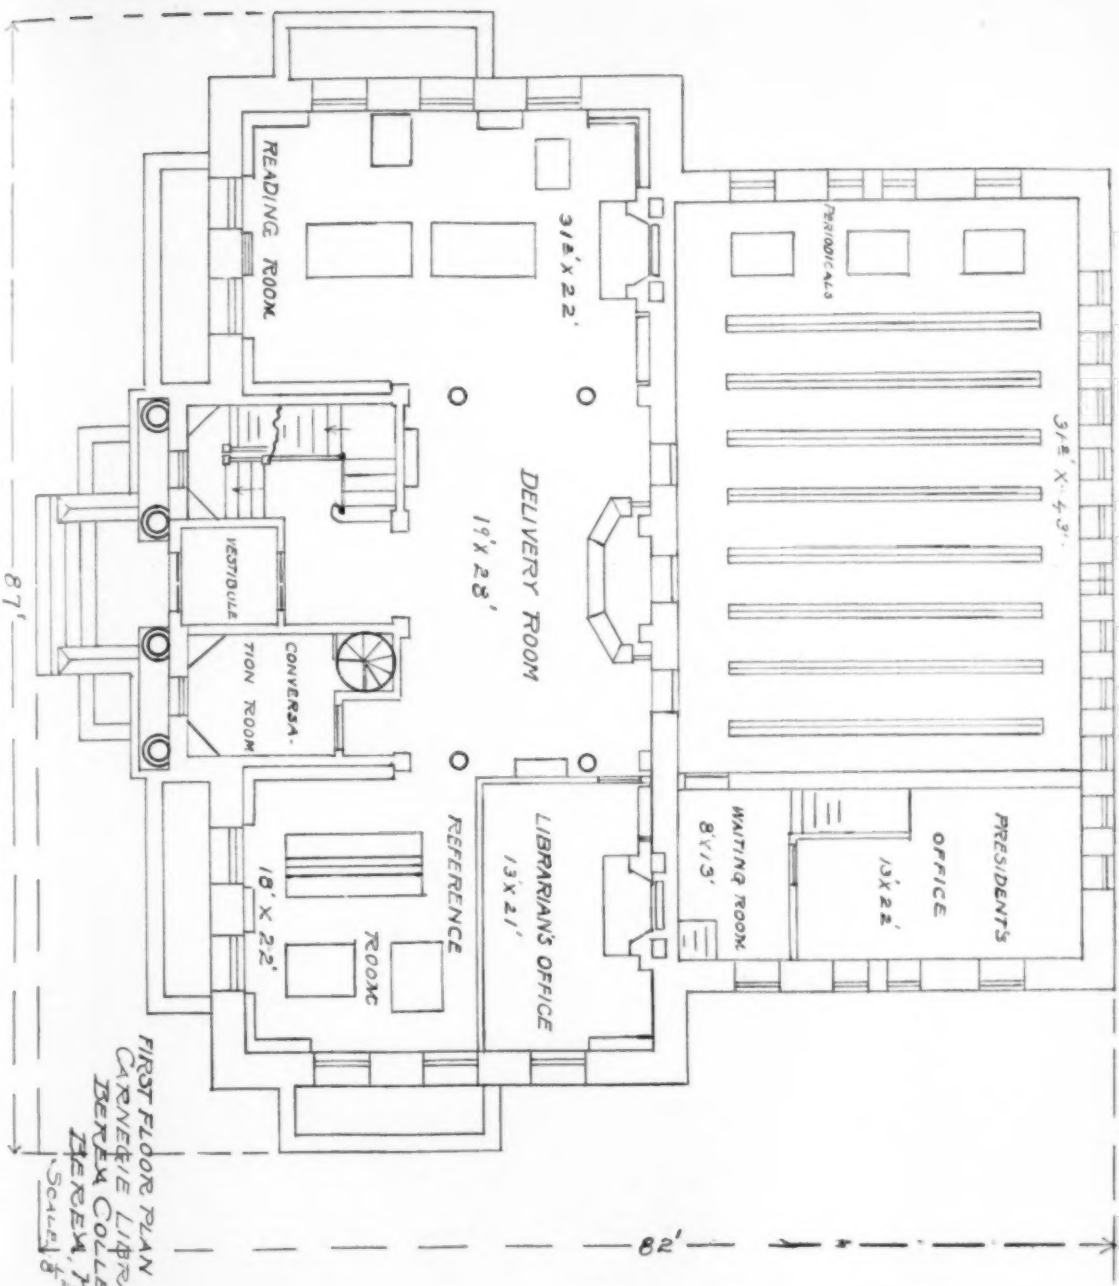 PERIODICALS
31½' X 43'
PRESIDENT'S
OFFICE
13' X 22'
WAITING ROOM
8' X 13'
31½' X 22'
READING ROOM
DELIVERY ROOM
19' X 28'
LIBRARIAN'S OFFICE
13' X 21'
REFERENCE
ROOM
18' X 22'
VESTIBULE
CONVERSA-
TION ROOM
82'
87'
FIRST FLOOR PLAN
CARNEGIE LIBR
BEREA COLLE
BEREA,
SCALE 1/8